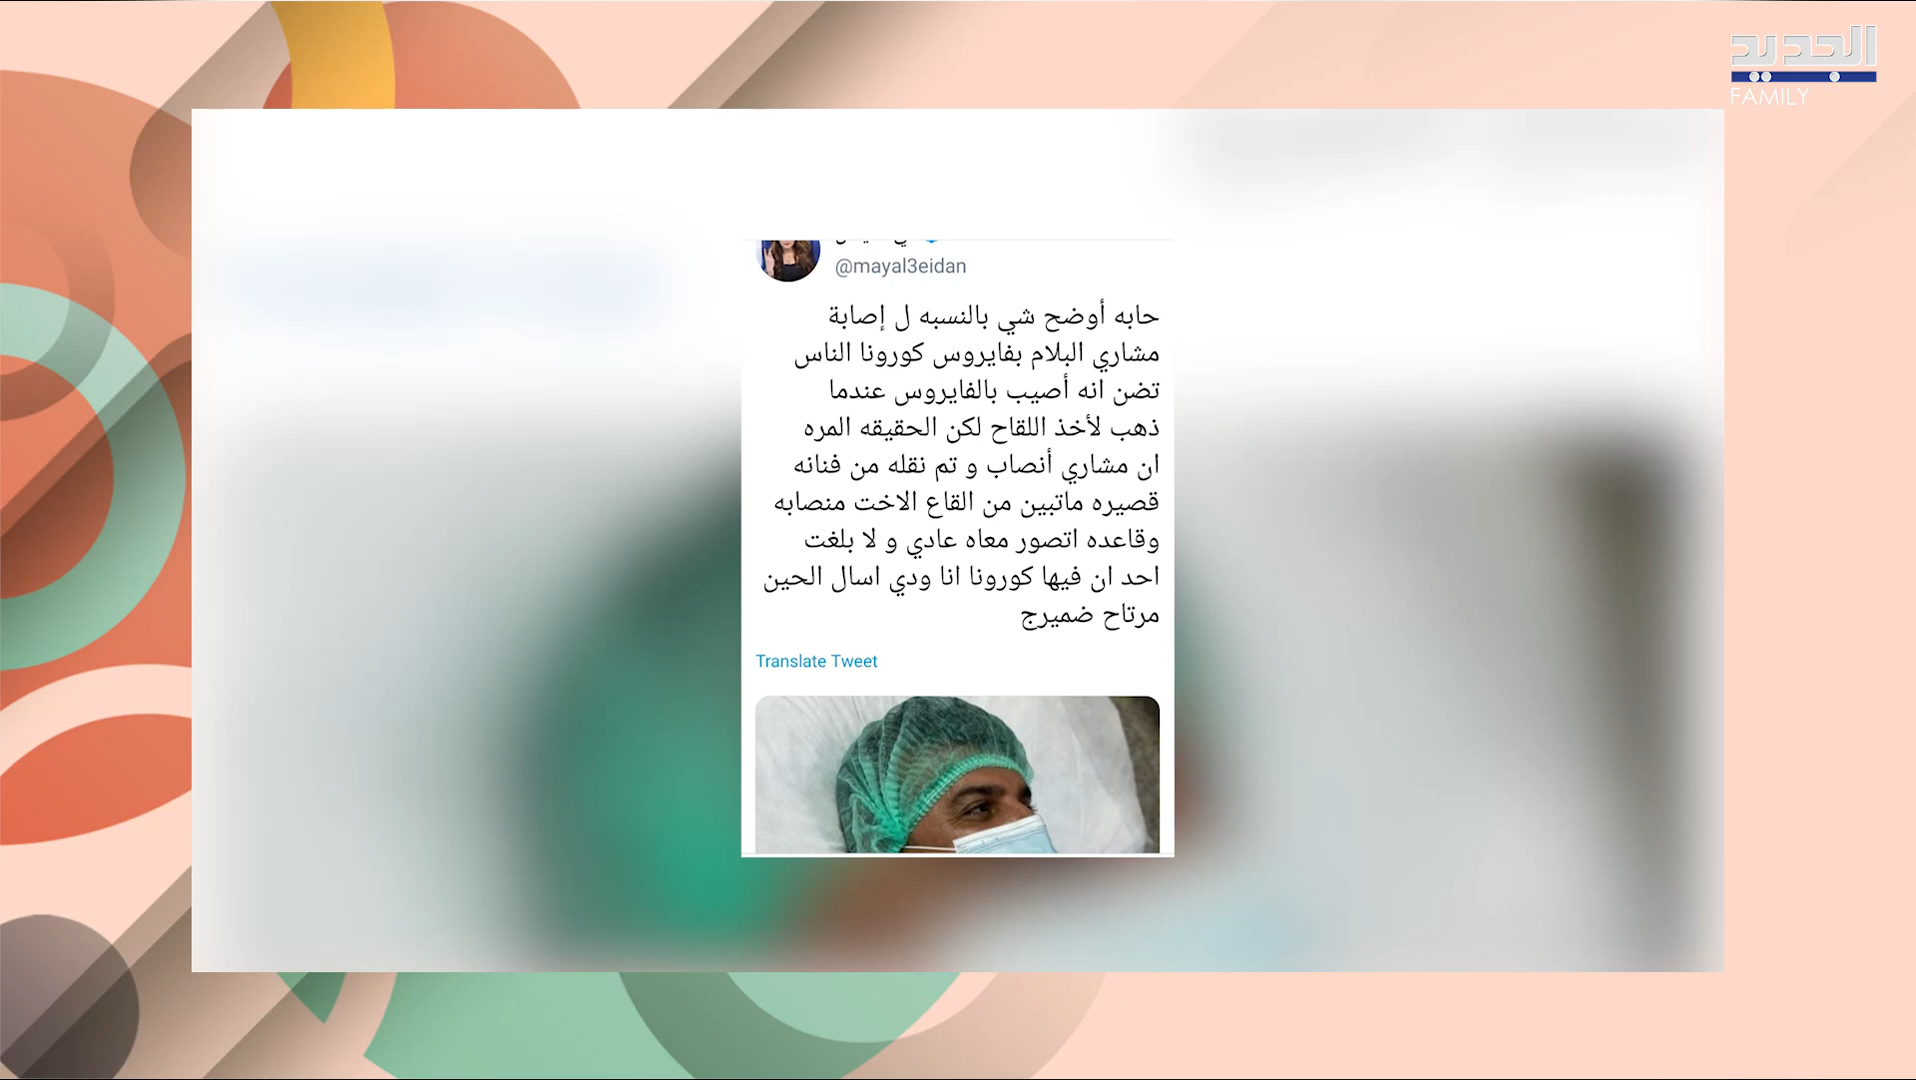 الجديد
FAMILY
@mayal3eidan
حابه أوضح شي بالنسبه ل إصابة
مشاري البلام بفايروس كورونا الناس
تضن انه أصيب بالفايروس عندما
ذهب لأخذ اللقاح لكن الحقيقه المره
ان مشاري أنصاب و تم نقله من فنانه
قصيره ماتبين من القاع الاخت منصابه
وقاعده اتصور معاه عادي و لا بلغت
احد ان فيها كورونا انا ودي اسال الحين
مرتاح ضميرج
Translate Tweet